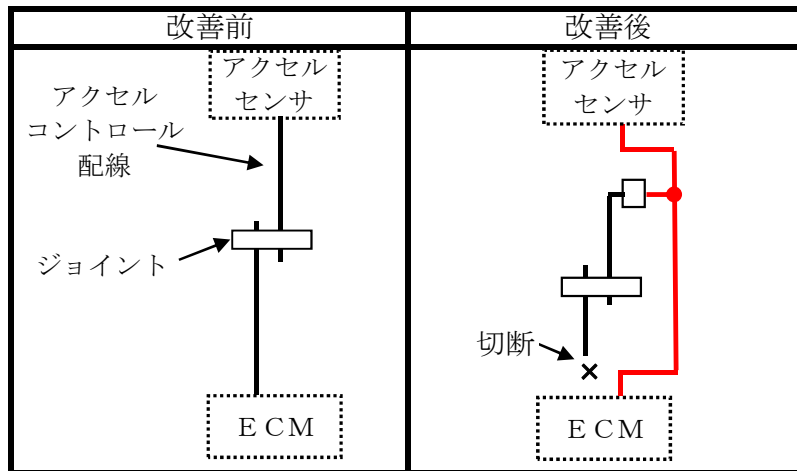 改善前
改善後
アクセル
センサ
アクセル
コントロール
配線
ジョイント
ＥＣＭ
アクセル
センサ
切断
ＥＣＭ